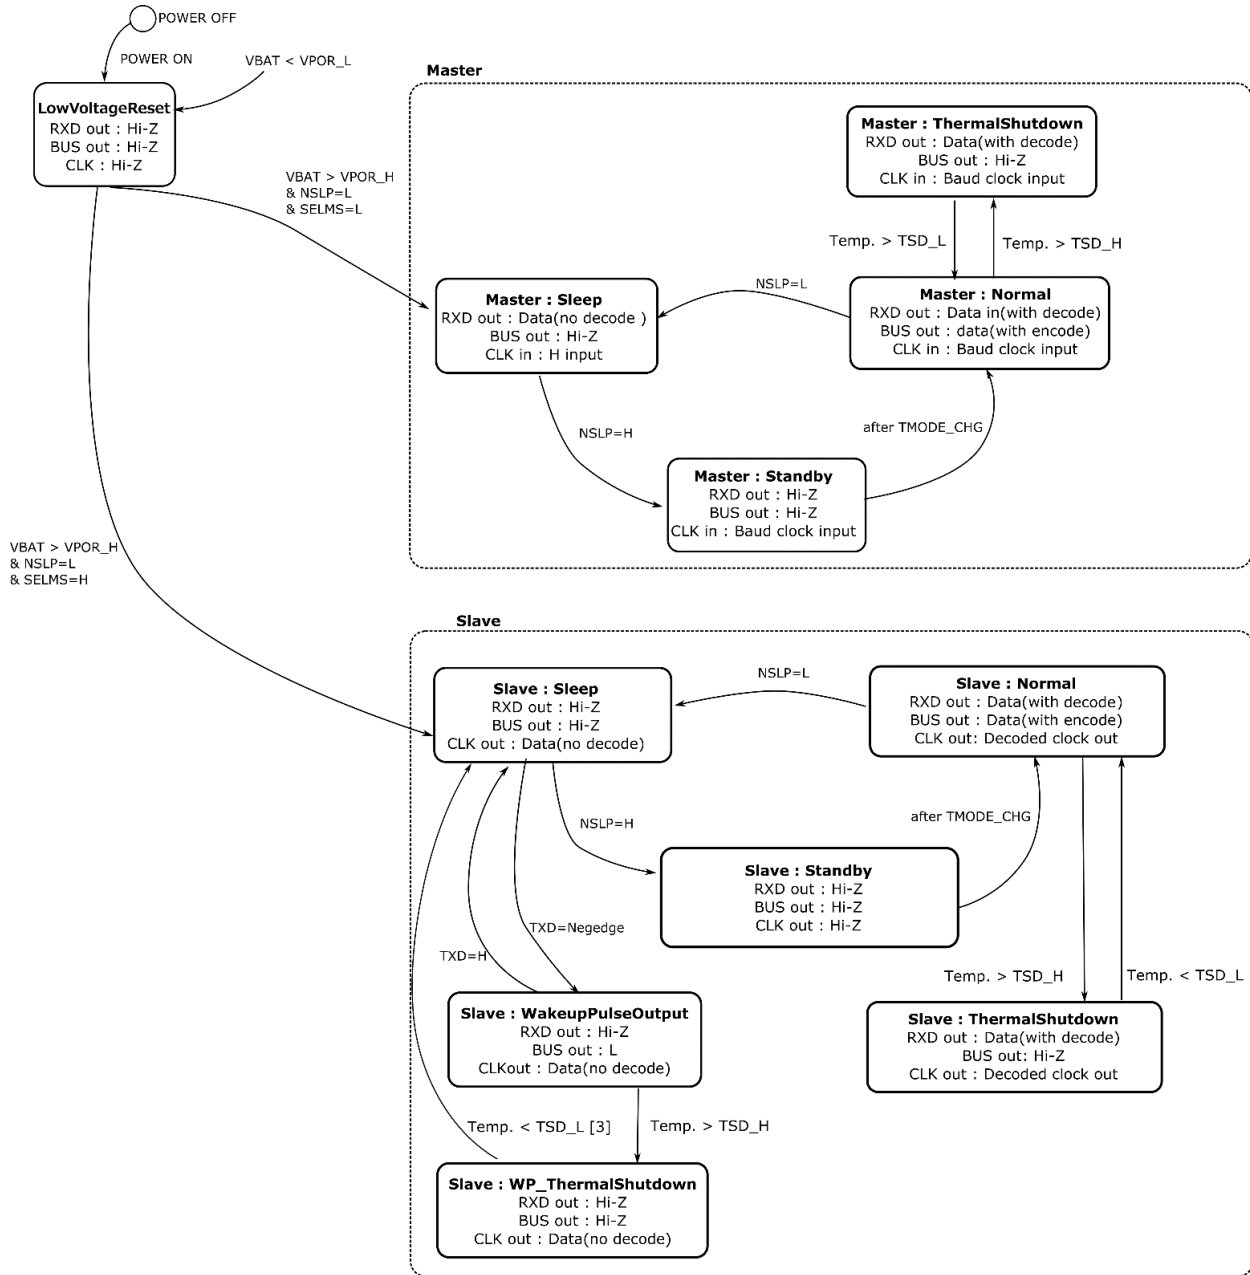 POWER OFF
POWER ON
VBAT < VPOR_L
LowVoltageReset
RXD out : Hi-Z
BUS out : Hi-Z
CLK : Hi-Z
VBAT > VPOR_H
& NSLP=L
& SELMS=L
VBAT > VPOR_H
& NSLP=L
& SELMS=H
Master
Master : ThermalShutdown
RXD out : Data(with decode)
BUS out : Hi-Z
CLK in : Baud clock input
Temp. > TSD_L
Temp. > TSD_H
Master : Sleep
RXD out : Data(no decode )
BUS out : Hi-Z
CLK in : H input
NSLP=L
Master : Normal
RXD out : Data in(with decode)
BUS out : data(with encode)
CLK in : Baud clock input
NSLP=H
after TMODE_CHG
Master : Standby
RXD out : Hi-Z
BUS out : Hi-Z
CLK in : Baud clock input
Slave
Slave : Sleep
RXD out : Hi-Z
BUS out : Hi-Z
CLK out : Data(no decode)
NSLP=L
Slave : Normal
RXD out : Data(with decode)
BUS out : Data(with encode)
CLK out: Decoded clock out
NSLP=H
after TMODE_CHG
Slave : Standby
RXD out : Hi-Z
BUS out : Hi-Z
CLK out : Hi-Z
TXD=H
TXD=Negedge
Temp. > TSD_H
Temp. < TSD_L
Slave : WakeupPulseOutput
RXD out : Hi-Z
BUS out : L
CLKout : Data(no decode)
Slave : ThermalShutdown
RXD out : Data(with decode)
BUS out: Hi-Z
CLK out : Decoded clock out
Temp. < TSD_L [3]
Temp. > TSD_H
Slave : WP_ThermalShutdown
RXD out : Hi-Z
BUS out : Hi-Z
CLK out : Data(no decode)